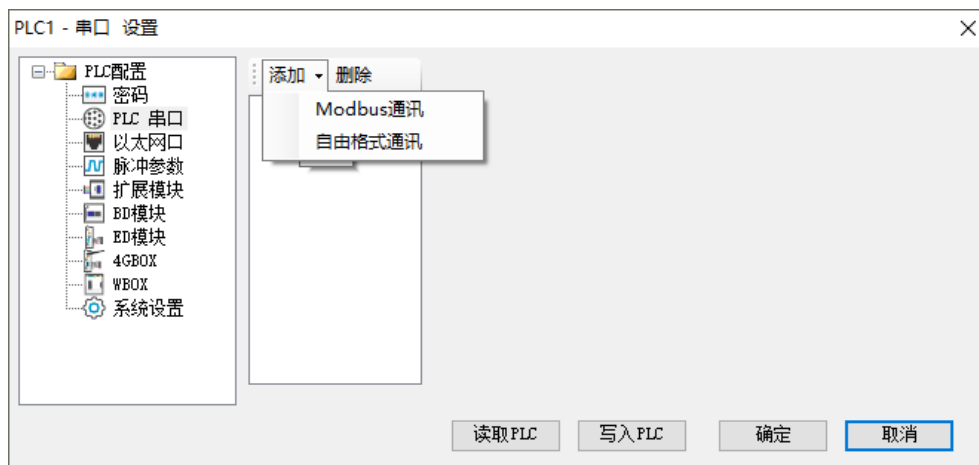 PLC1 - 串口 设置
PLC配置
密码
PLC 串口
以太网口
脉冲参数
扩展模块
BD模块
ED模块
4GBOX
WBOX
系统设置
添加 删除
Modbus通讯
自由格式通讯
读取PLC 写入PLC 确定 取消